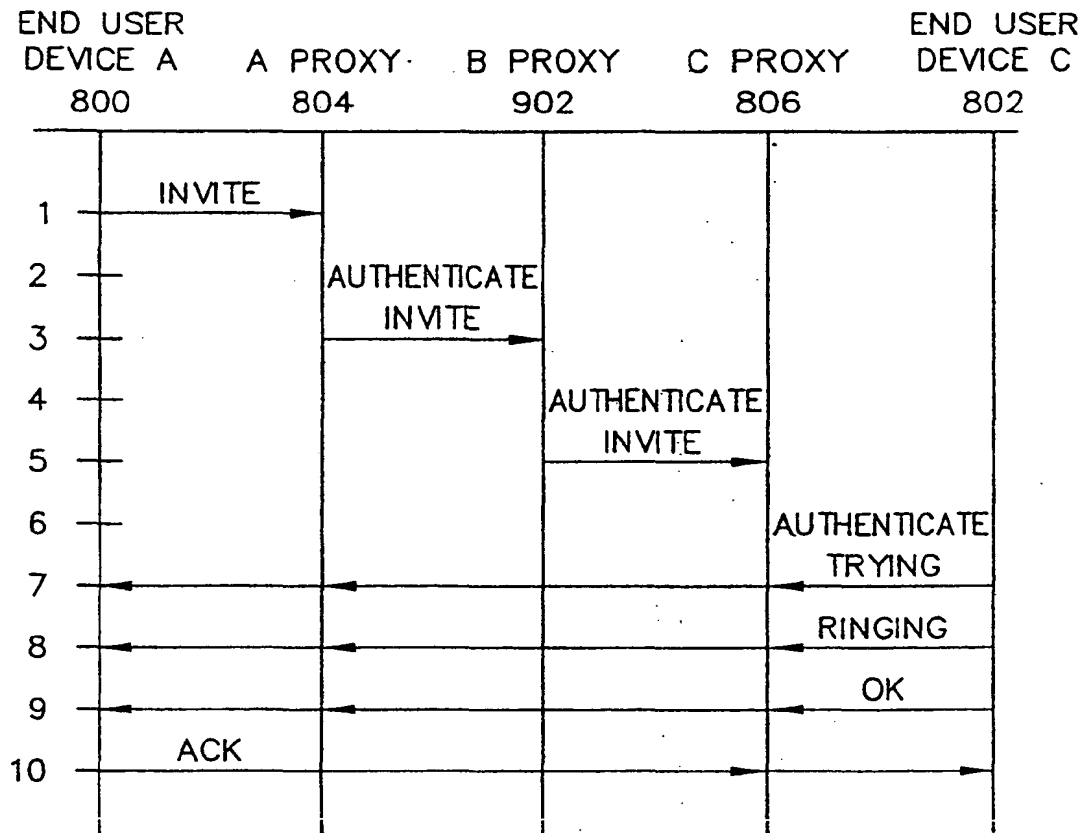 END USER DEVICE A
A PROXY
B PROXY
C PROXY
END USER DEVICE C
800 804 902 806 802
1 INVITE
2 AUTHENTICATE
3 INVITE
4 AUTHENTICATE
5 INVITE
6 AUTHENTICATE
7 TRYING
8 RINGING
9 OK
10 ACK